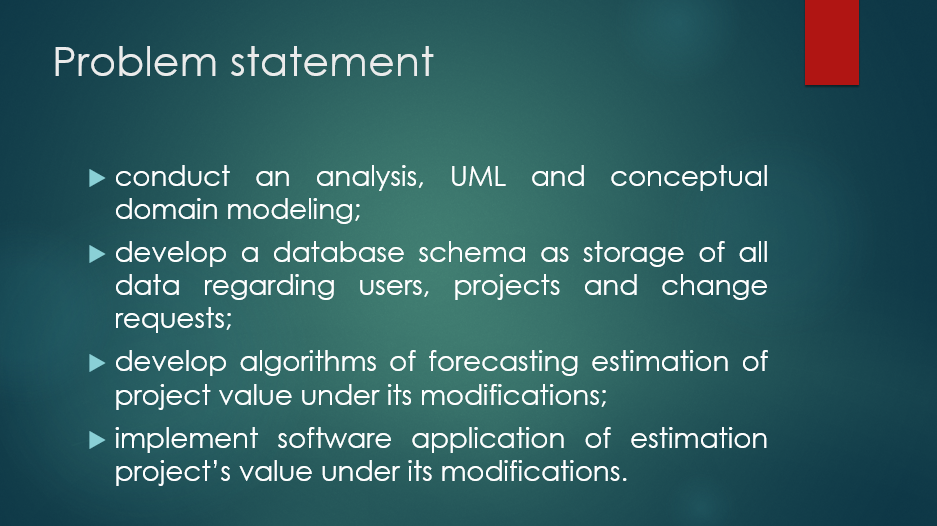 Problem statement
conduct an analysis, UML and conceptual
domain modeling;
develop a database schema as storage of all
data regarding users, projects and change
requests;
develop algorithms of forecasting estimation of
project value under its modifications;
implement software application of estimation
project’s value under its modifications.